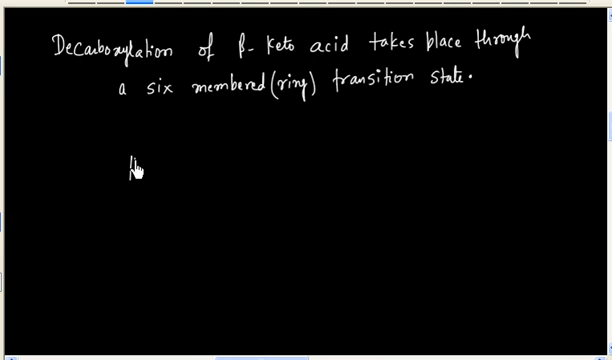 Decarboxylation of β- keto acid takes place through
a six membered (ring) transition state.